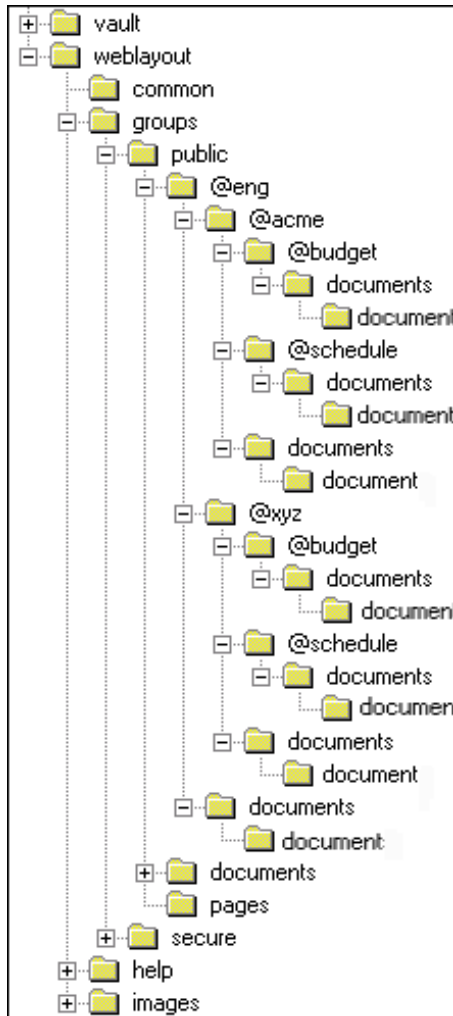 vault
weblayout
common
groups
public
@eng
@acme
@budget
documents
document
@schedule
documents
document
documents
document
@xyz
@budget
documents
documen
@schedule
documents
documen
documents
document
documents
document
documents
pages
secure
help
images